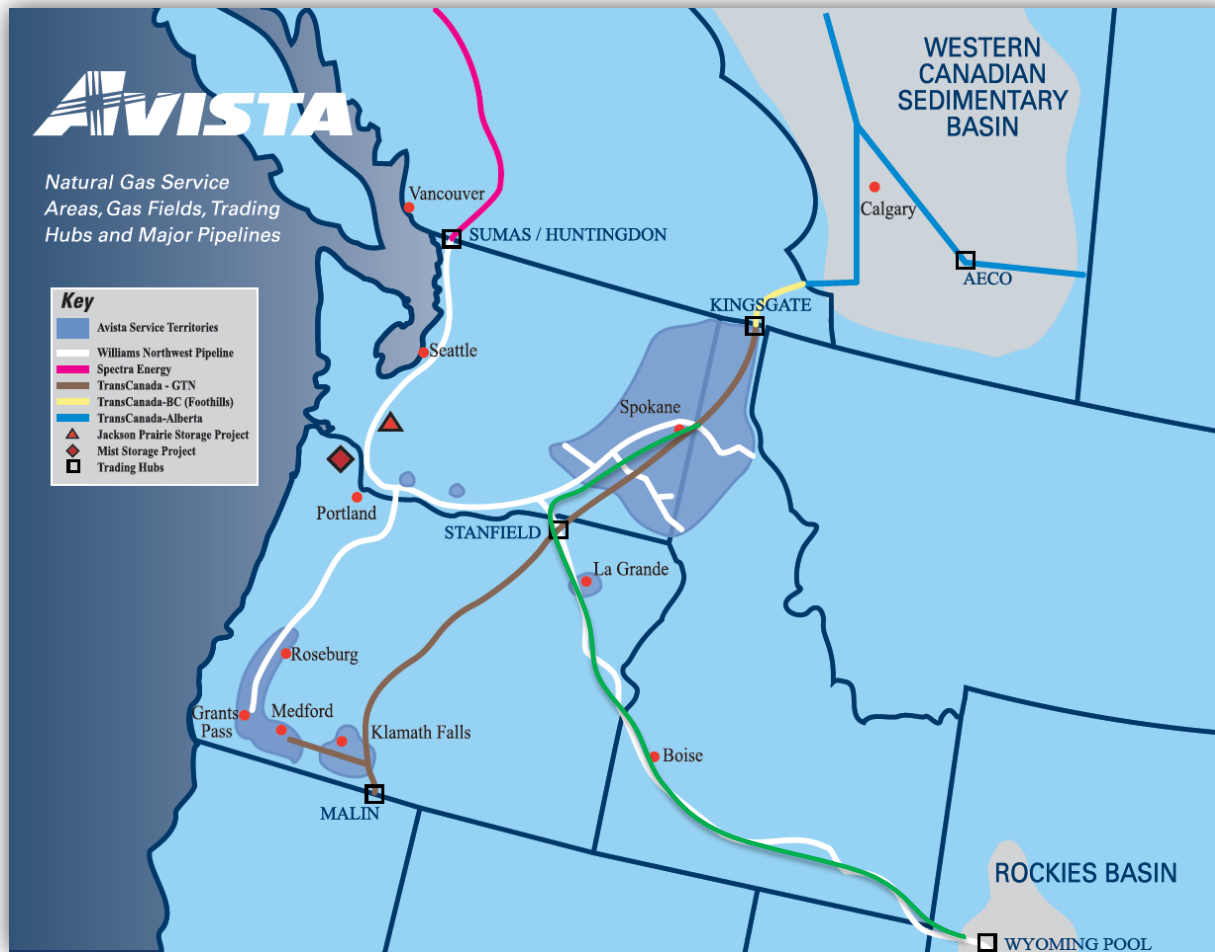 AVISTA
Natural Gas Service
Areas, Gas Fields, Trading
Hubs and Major Pipelines
Key
Avista Service Territories
Williams Northwest Pipeline
Spectra Energy
TransCanada - GTN
TransCanada-BC (Foothills)
TransCanada-Alberta
Jackson Prairie Storage Project
Mist Storage Project
Trading Hubs
WESTERN
CANADIAN
SEDIMENTARY
BASIN
Vancouver
SUMAS / HUNTINGDON
Calgary
AECO
KINGSGATE
Seattle
Spokane
Portland
STANFIELD
La Grande
Roseburg
Grants
Pass
Medford
Klamath Falls
Boise
MALIN
ROCKIES BASIN
WYOMING POOL